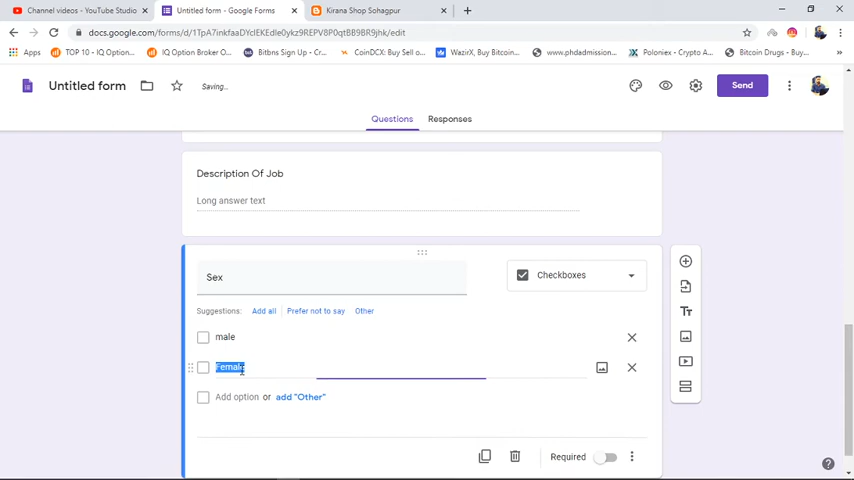 Channel videos - YouTube Studio
Untitled form - Google Forms
Kirana Shop Sohagpur
docs.google.com/forms/d/1TpA7inkfaaDYclEKEdle0ykz9REPV8P0qtBB9BR9jhk/edit
Apps
TOP 10 - IQ Option...
IQ Option Broker O...
Bitbns Sign Up - Cr...
CoinDCX: Buy Sell o...
WazirX, Buy Bitcoin...
www.phdadmission...
Poloniex - Crypto A...
Bitcoin Drugs - Buy...
Untitled form
Saving...
Send
Questions
Responses
Description Of Job
Long answer text
Sex
Checkboxes
Suggestions: Add all Prefer not to say Other
male
Female
Add option or add "Other"
Required